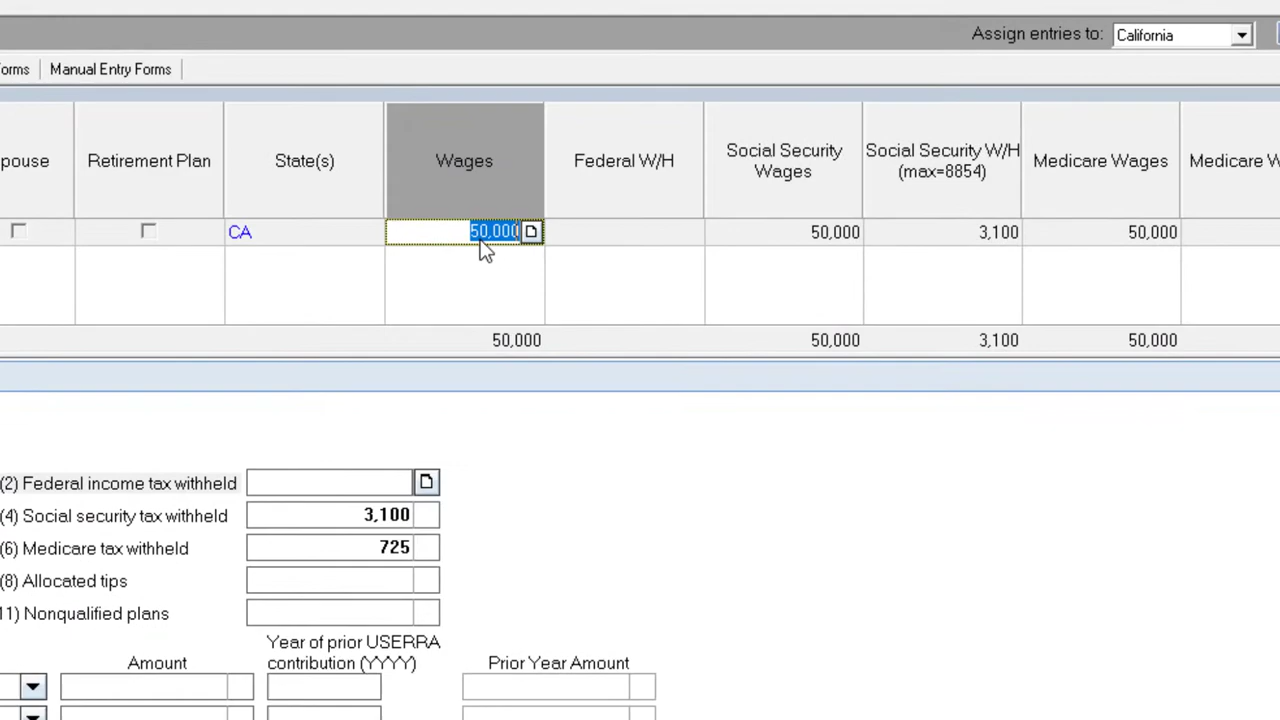 Assign entries to: California
orms Manual Entry Forms
pouse Retirement Plan State(s) Wages Federal W/H Social Security Wages Social Security W/H (max=8854) Medicare Wages Medicare W
CA 50,000 50,000 3,100 50,000
50,000 50,000 3,100 50,000
(2) Federal income tax withheld
(4) Social security tax withheld 3,100
(6) Medicare tax withheld 725
(8) Allocated tips
11) Nonqualified plans
Amount Year of prior USERRA contribution (YYYY) Prior Year Amount